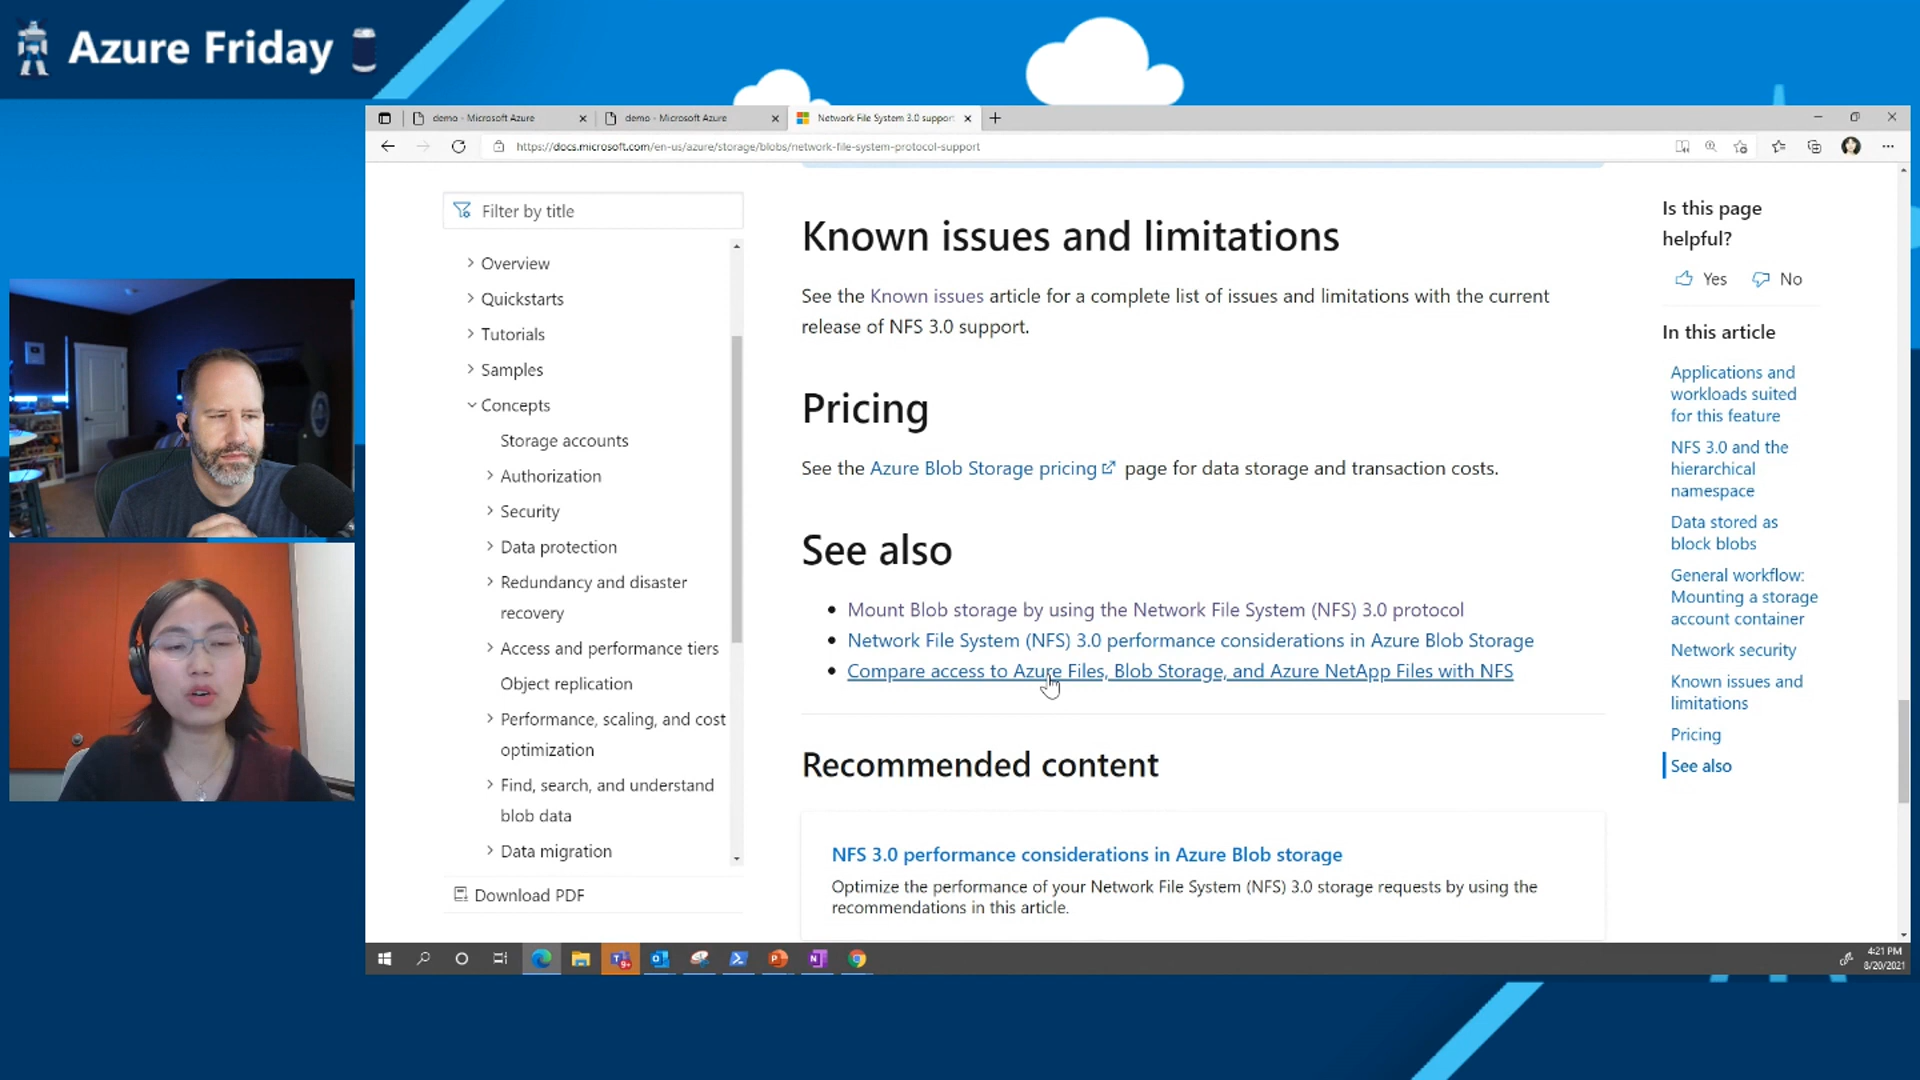 Azure Friday
demo - Microsoft Azure
demo - Microsoft Azure
Network File System 3.0 support
https://docs.microsoft.com/en-us/azure/storage/blobs/network-file-system-protocol-support
Filter by title
Overview
Quickstarts
Tutorials
Samples
Concepts
Storage accounts
Authorization
Security
Data protection
Redundancy and disaster
recovery
Access and performance tiers
Object replication
Performance, scaling, and cost
optimization
Find, search, and understand
blob data
Data migration
Download PDF
Known issues and limitations
See the Known issues article for a complete list of issues and limitations with the current
release of NFS 3.0 support.
Pricing
See the Azure Blob Storage pricing page for data storage and transaction costs.
See also
Mount Blob storage by using the Network File System (NFS) 3.0 protocol
Network File System (NFS) 3.0 performance considerations in Azure Blob Storage
Compare access to Azure Files, Blob Storage, and Azure NetApp Files with NFS
Recommended content
NFS 3.0 performance considerations in Azure Blob storage
Optimize the performance of your Network File System (NFS) 3.0 storage requests by using the
recommendations in this article.
Is this page
helpful?
Yes No
In this article
Applications and
workloads suited
for this feature
NFS 3.0 and the
hierarchical
namespace
Data stored as
block blobs
General workflow:
Mounting a storage
account container
Network security
Known issues and
limitations
Pricing
See also
4:21 PM
8/20/2021